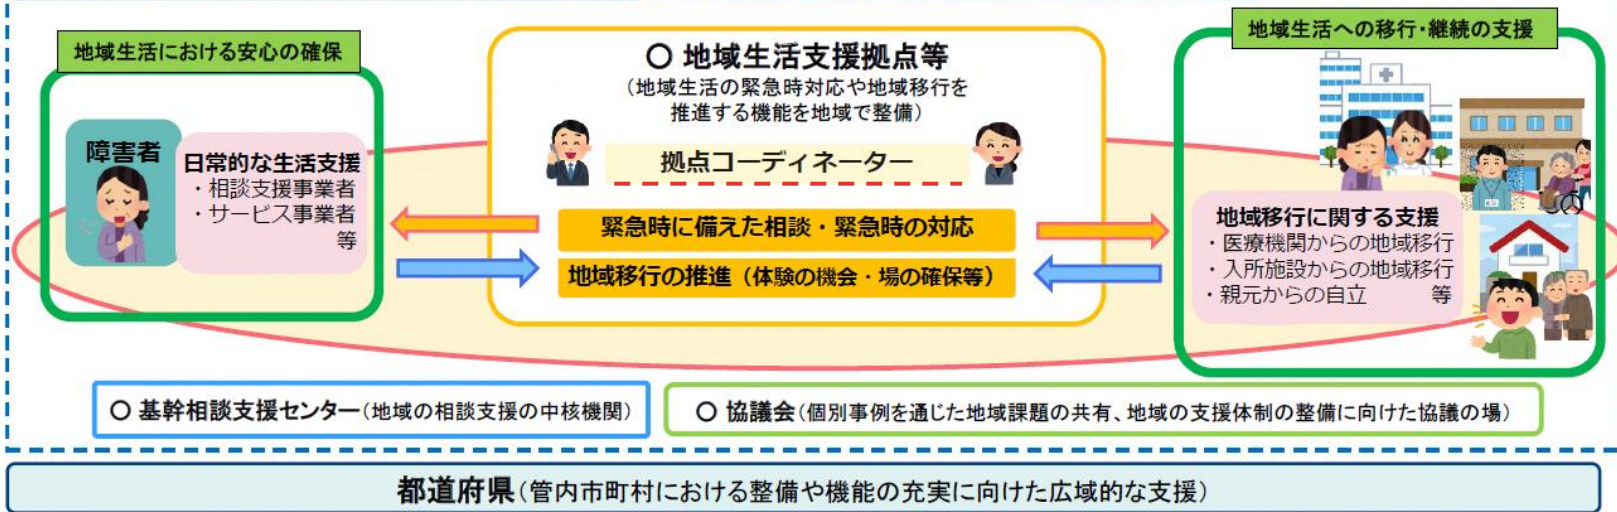 地域生活における安心の確保
障害者
日常的な生活支援
・相談支援事業者
・サービス事業者
等
○ 地域生活支援拠点等
（地域生活の緊急時対応や地域移行を
推進する機能を地域で整備）
拠点コーディネーター
緊急時に備えた相談・緊急時の対応
地域移行の推進（体験の機会・場の確保等）
地域生活への移行・継続の支援
地域移行に関する支援
・医療機関からの地域移行
・入所施設からの地域移行
・親元からの自立 等
○ 基幹相談支援センター（地域の相談支援の中核機関）
○ 協議会（個別事例を通じた地域課題の共有、地域の支援体制の整備に向けた協議の場）
都道府県（管内市町村における整備や機能の充実に向けた広域的な支援）